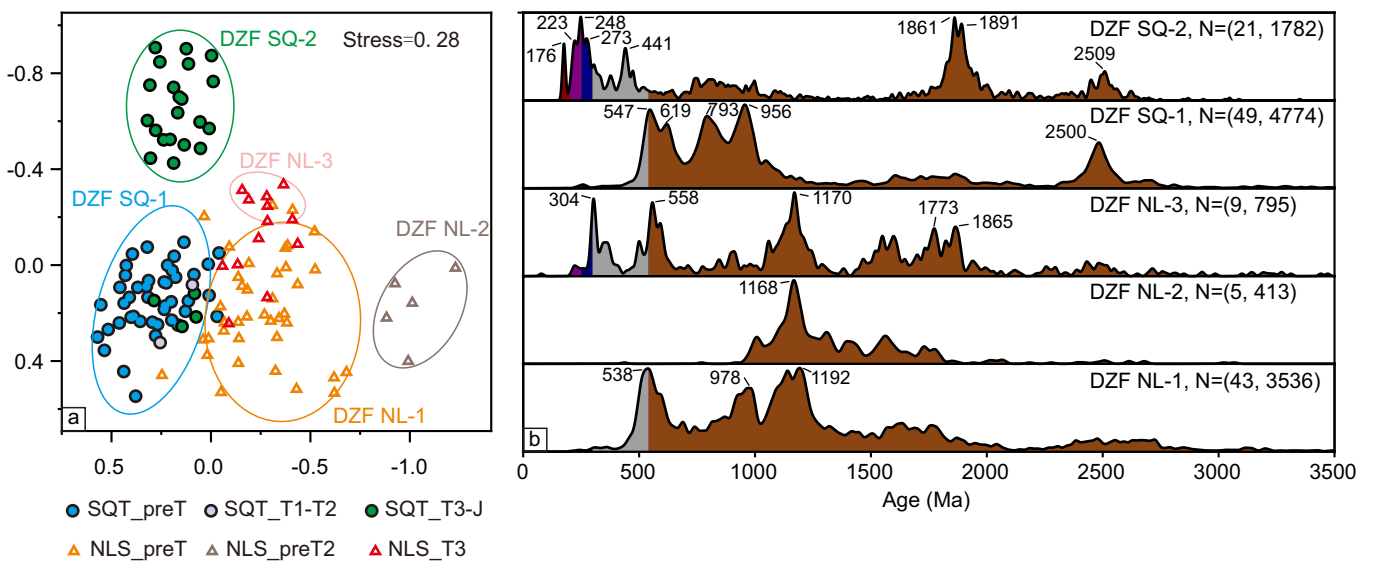 DZF SQ-2
Stress=0.28
-0.8
-0.4
0.0
0.4
DZF NL-3
DZF SQ-1
DZF NL-2
DZF NL-1
a
0.5 0.0 -0.5 -1.0
SQT_preT SQT_T1-T2 SQT_T3-J
NLS_preT NLS_preT2 NLS_T3
DZF SQ-2, N=(21, 1782)
176 223 248 273 441 1861 1891 2509
DZF SQ-1, N=(49, 4774)
547 619 793 956 2500
DZF NL-3, N=(9, 795)
304 558 1170 1773 1865
DZF NL-2, N=(5, 413)
1168
DZF NL-1, N=(43, 3536)
538 978 1192
b
0 500 1000 1500 2000 2500 3000 3500
Age (Ma)